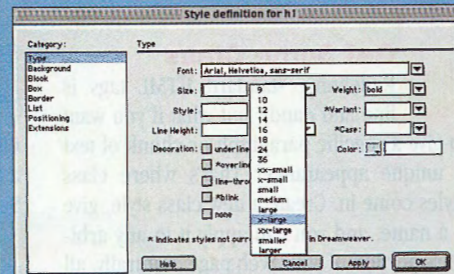 Style definition for h1
Category:
Type
Type
Background
Block
Box
Border
List
Positioning
Extensions
Font: Arial, Helvetica, sans-serif
Size:
Weight: bold
Style:
*Variant:
Line Height:
*Case:
Decoration:
Color:
underline
*overline
line-thro
*blink
none
9
10
12
14
16
18
24
36
xx-small
x-small
small
medium
large
x-large
xx-large
smaller
larger
* Indicates styles not curr in Dreamweaver.
Help
Cancel
Apply
OK